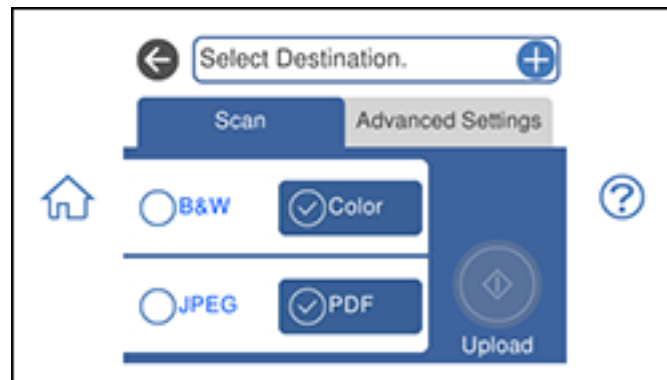 Select Destination.
Scan
Advanced Settings
B&W
Color
JPEG
PDF
Upload